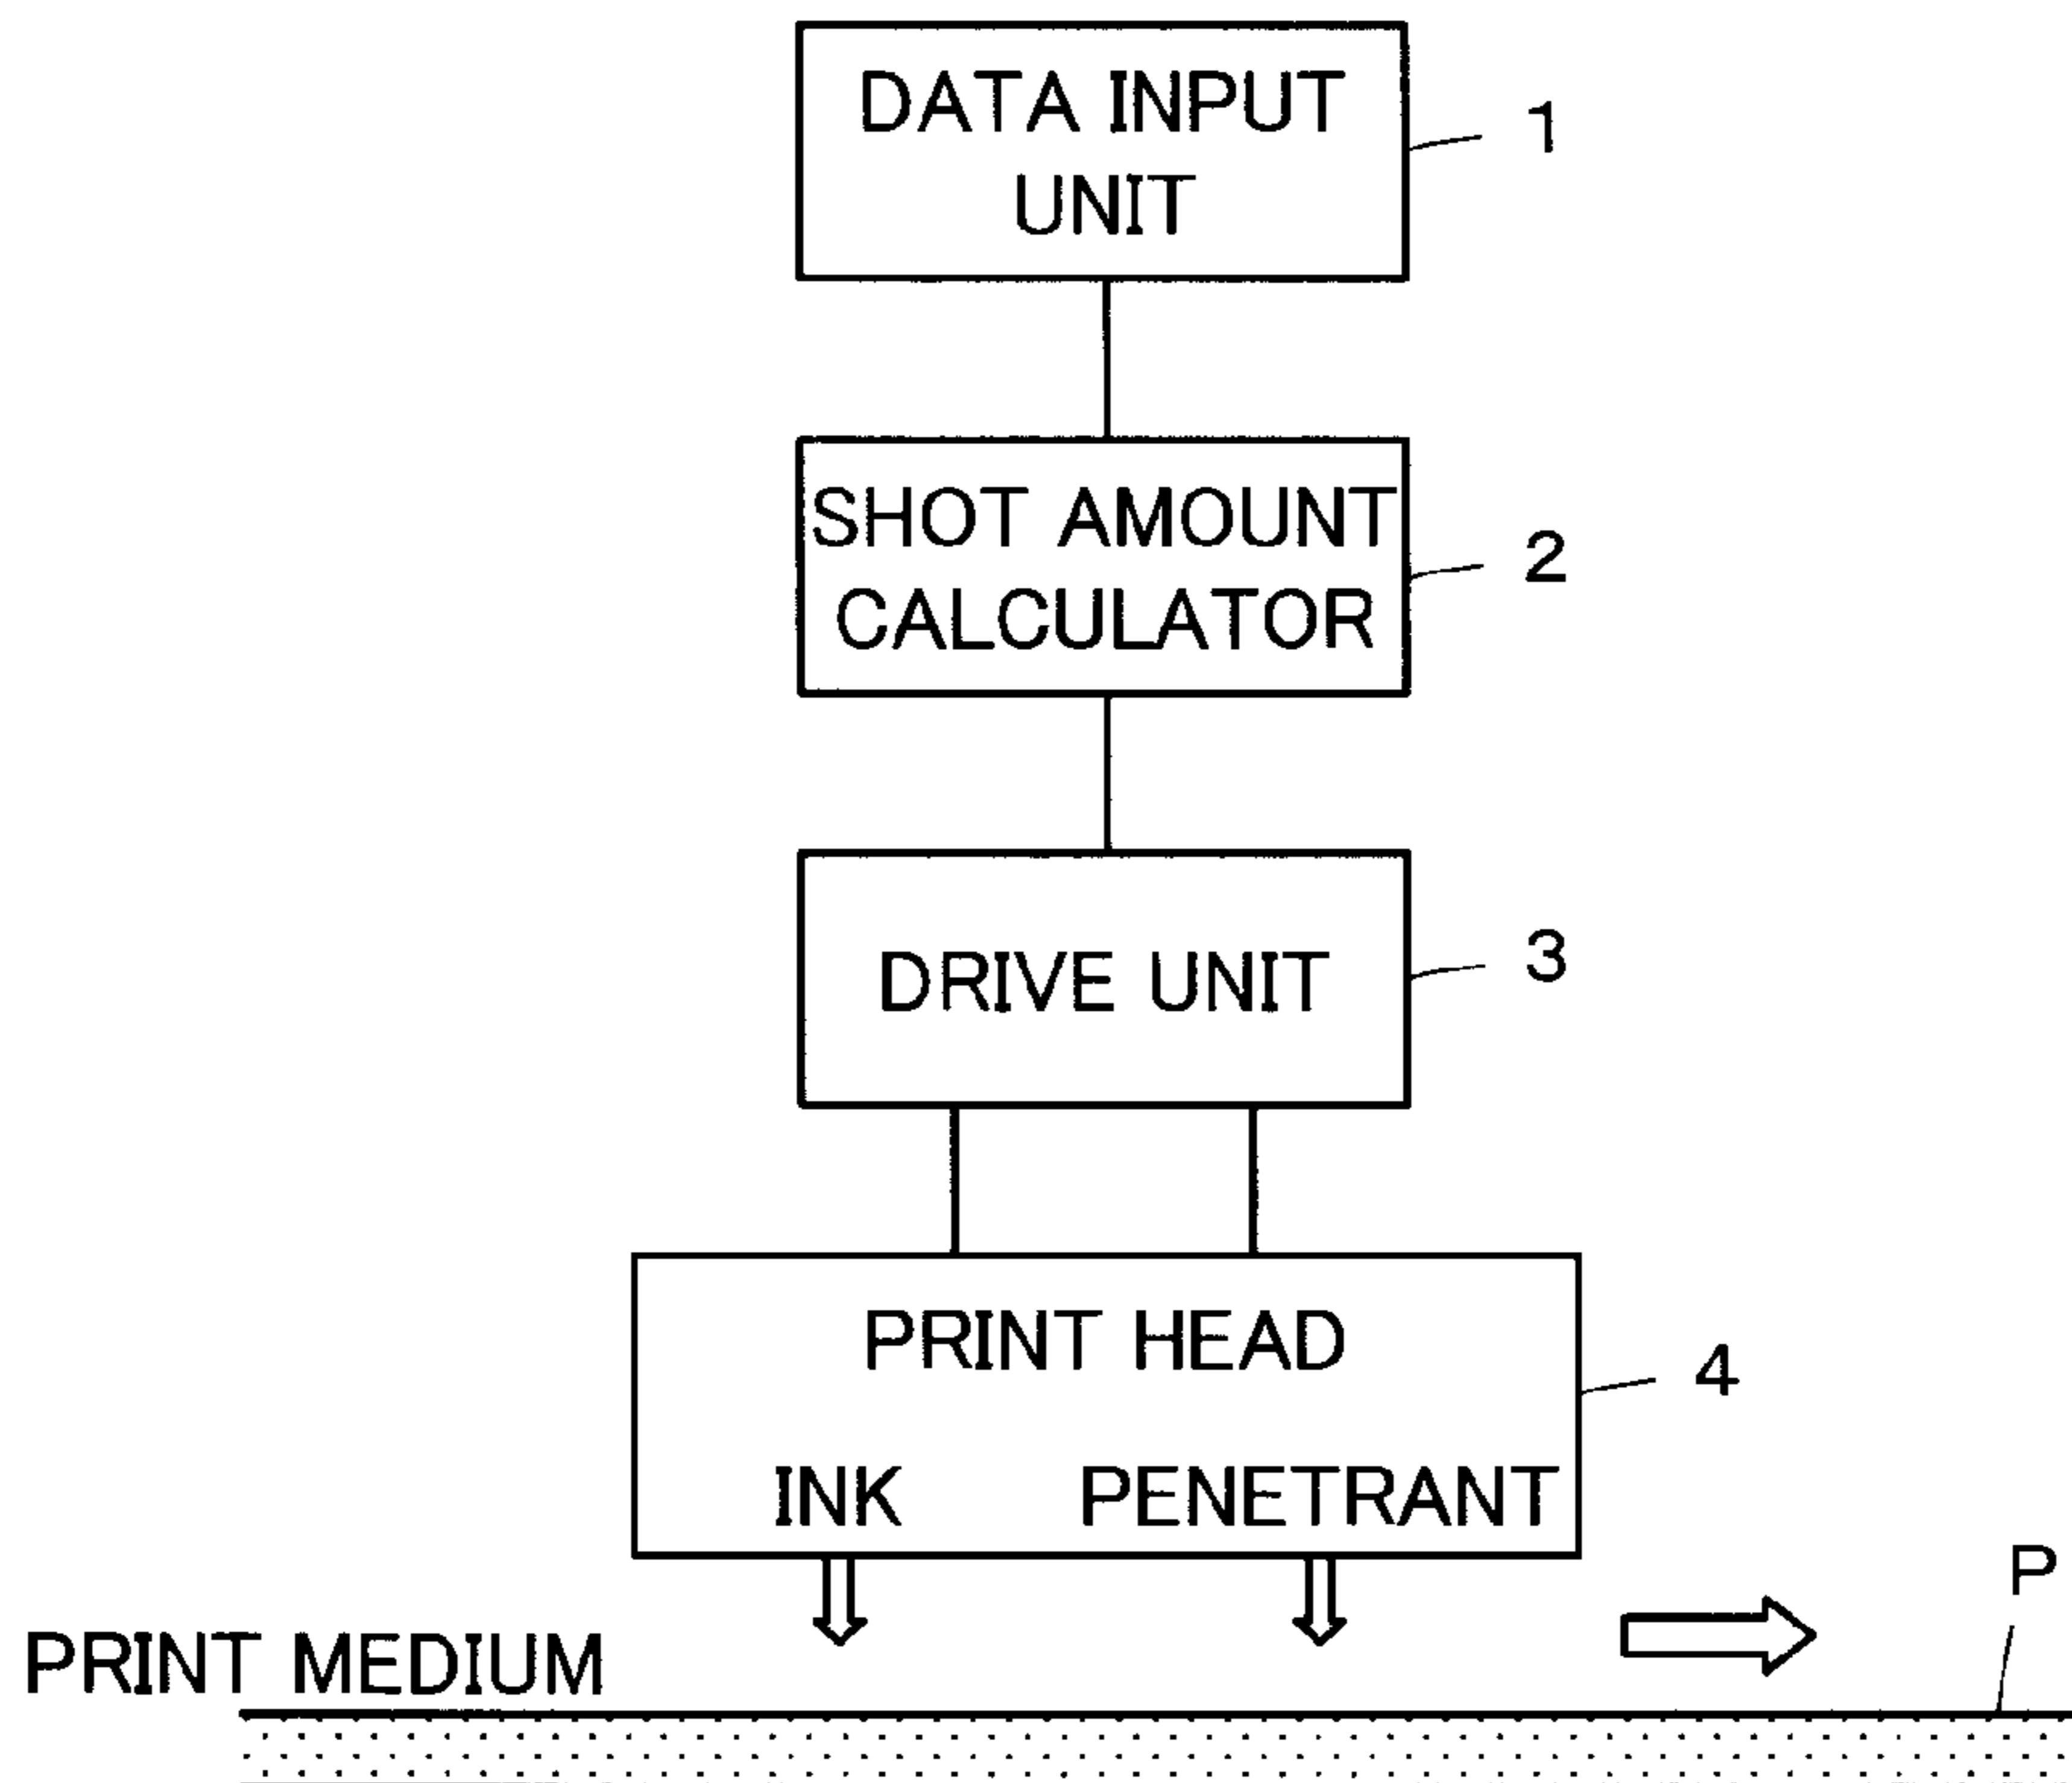 DATA INPUT
UNIT
1
SHOT AMOUNT
CALCULATOR
2
DRIVE UNIT
3
PRINT HEAD
4
INK PENETRANT
P
PRINT MEDIUM